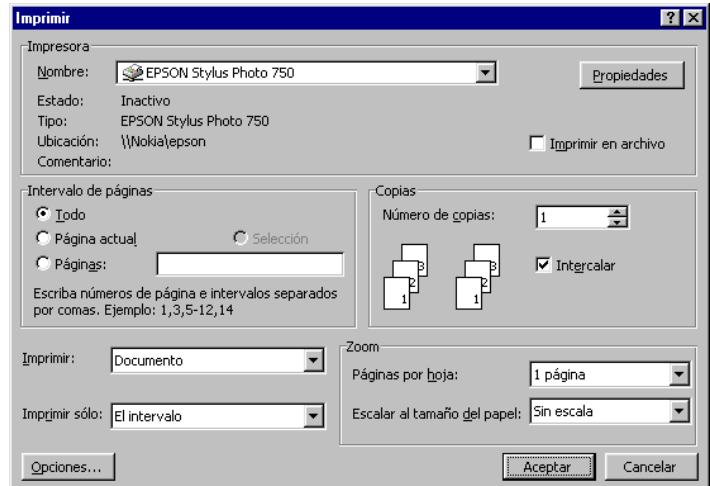 Imprimir
Impresora
Nombre: EPSON Stylus Photo 750 Propiedades
Estado: Inactivo
Tipo: EPSON Stylus Photo 750
Ubicación: \\Nokia\epson Imprimir en archivo
Comentario:
Intervalo de páginas
Todo
Página actual Selección
Páginas:
Escriba números de página e intervalos separados
por comas. Ejemplo: 1,3,5-12,14
Copias
Número de copias: 1
3 3
2 2
1 1
Intercalar
Imprimir: Documento
Imprimir sólo: El intervalo
Zoom
Páginas por hoja: 1 página
Escalar al tamaño del papel: Sin escala
Opciones... Aceptar Cancelar